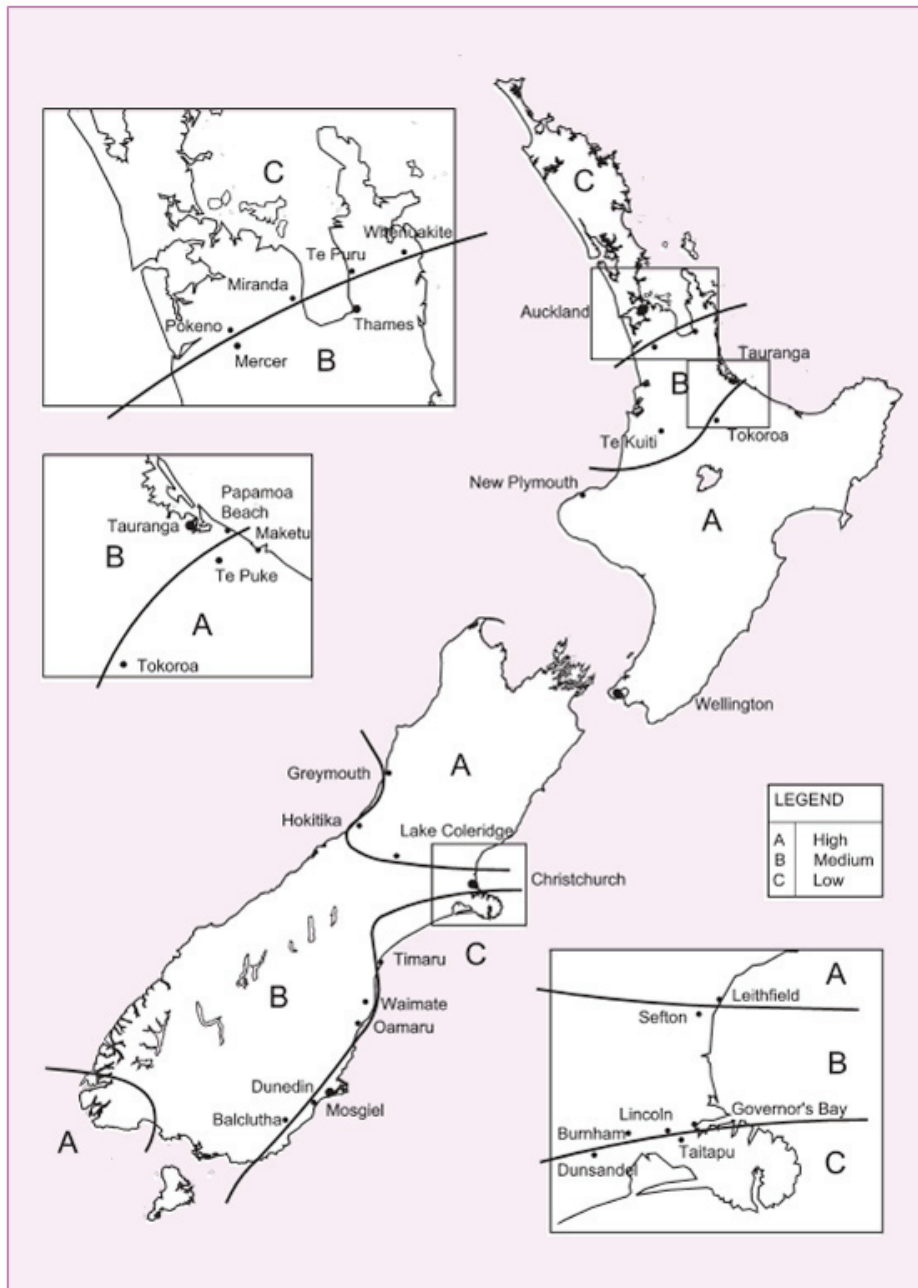 C
C
Whenuakite
Te Puru
Miranda
Thames
Pokeno
Mercer
B
Auckland
Tauranga
B
Te Kuiti
Tokoroa
New Plymouth
A
Papamoa
Beach
Tauranga
Maketu
B
Te Puke
A
Tokoroa
Wellington
A
Greymouth
Hokitika
Lake Coleridge
Christchurch
LEGEND
A High
B Medium
C Low
C
Timaru
B
Waimate
Oamaru
Dunedin
Mosgiel
Balclutha
A
A
Leithfield
Sefton
B
Lincoln
Governor's Bay
Burnham
Taitapu
Dunsandel
C